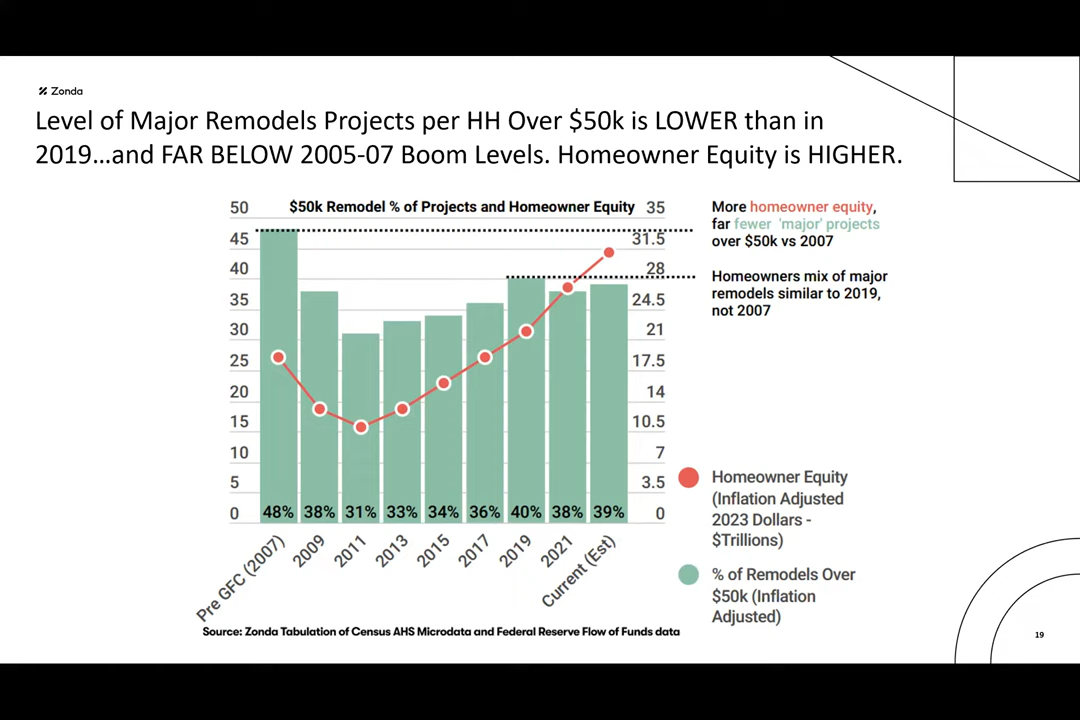 Zonda
Level of Major Remodels Projects per HH Over $50k is LOWER than in
2019...and FAR BELOW 2005-07 Boom Levels. Homeowner Equity is HIGHER.
$50k Remodel % of Projects and Homeowner Equity
50
45
40
35
30
25
20
15
10
5
0
35
31.5
28
24.5
21
17.5
14
10.5
7
3.5
0
48% 38% 31% 33% 34% 36% 40% 38% 39%
Pre GFC (2007)
2009
2011
2013
2015
2017
2019
2021
Current (Est)
More homeowner equity,
far fewer 'major' projects
over $50k vs 2007
Homeowners mix of major
remodels similar to 2019,
not 2007
Homeowner Equity
(Inflation Adjusted
2023 Dollars -
$Trillions)
% of Remodels Over
$50k (Inflation
Adjusted)
Source: Zonda Tabulation of Census AHS Microdata and Federal Reserve Flow of Funds data
19